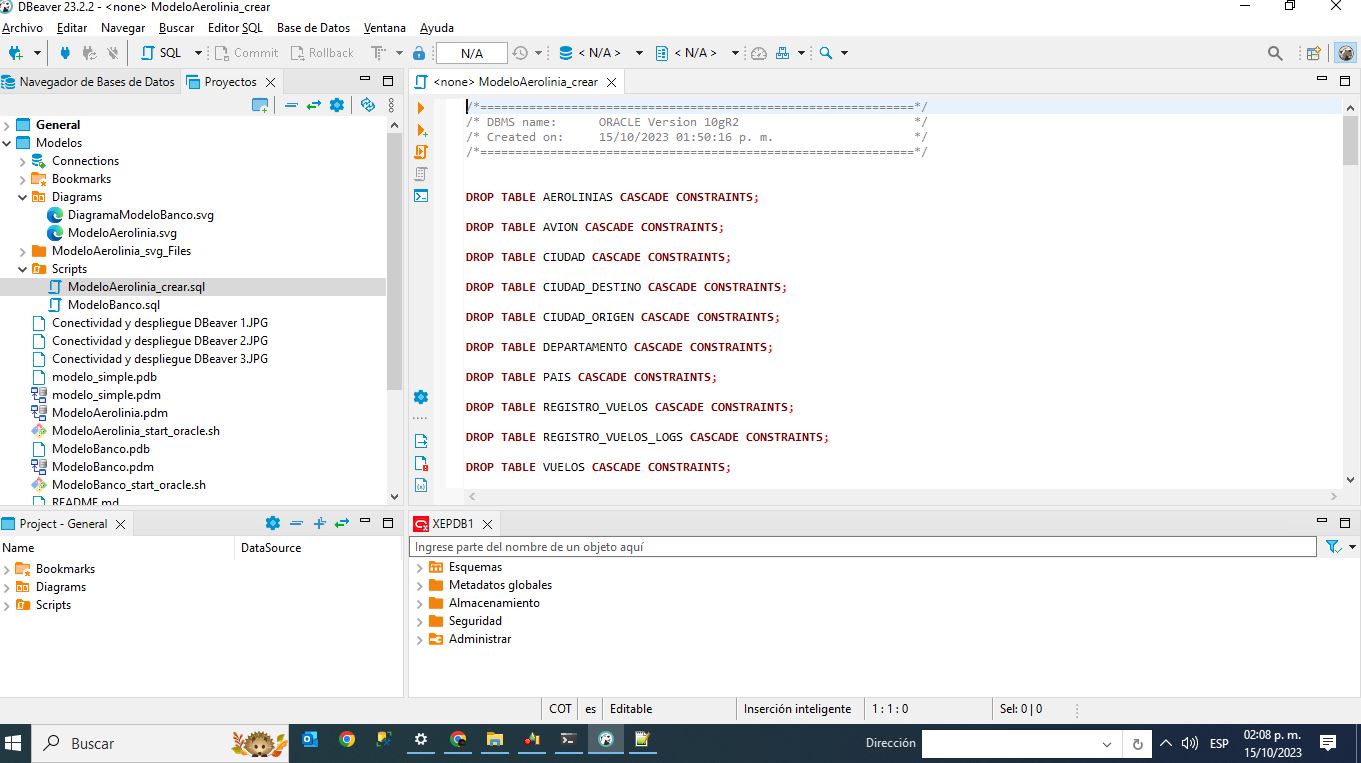 DBeaver 23.2.2 - <none> ModeloAerolinia_crear
Archivo Editar Navegar Buscar Editor SQL Base de Datos Ventana Ayuda
SQL Commit Rollback T N/A < N/A > < N/A >
Navegador de Bases de Datos Proyectos
General
Modelos
Connections
Bookmarks
Diagrams
DiagramaModeloBanco.svg
ModeloAerolinia.svg
ModeloAerolinia_svg_Files
Scripts
ModeloAerolinia_crear.sql
ModeloBanco.sql
Conectividad y despliegue DBeaver 1.JPG
Conectividad y despliegue DBeaver 2.JPG
Conectividad y despliegue DBeaver 3.JPG
modelo_simple.pdb
modelo_simple.pdm
ModeloAerolinia.pdm
ModeloAerolinia_start_oracle.sh
ModeloBanco.pdb
ModeloBanco.pdm
ModeloBanco_start_oracle.sh
README.md
<none> ModeloAerolinia_crear
/*==============================================================*/
/* DBMS name:      ORACLE Version 10gR2                         */
/* Created on:     15/10/2023 01:50:16 p. m.                    */
/*==============================================================*/
DROP TABLE AEROLINIAS CASCADE CONSTRAINTS;
DROP TABLE AVION CASCADE CONSTRAINTS;
DROP TABLE CIUDAD CASCADE CONSTRAINTS;
DROP TABLE CIUDAD_DESTINO CASCADE CONSTRAINTS;
DROP TABLE CIUDAD_ORIGEN CASCADE CONSTRAINTS;
DROP TABLE DEPARTAMENTO CASCADE CONSTRAINTS;
DROP TABLE PAIS CASCADE CONSTRAINTS;
DROP TABLE REGISTRO_VUELOS CASCADE CONSTRAINTS;
DROP TABLE REGISTRO_VUELOS_LOGS CASCADE CONSTRAINTS;
DROP TABLE VUELOS CASCADE CONSTRAINTS;
Project - General
Name DataSource
Bookmarks
Diagrams
Scripts
XEPDB1
Ingrese parte del nombre de un objeto aquí
Esquemas
Metadatos globales
Almacenamiento
Seguridad
Administrar
COT es Editable Inserción inteligente 1 : 1 : 0 Sel: 0 | 0
Buscar Dirección ESP 02:08 p. m.
15/10/2023